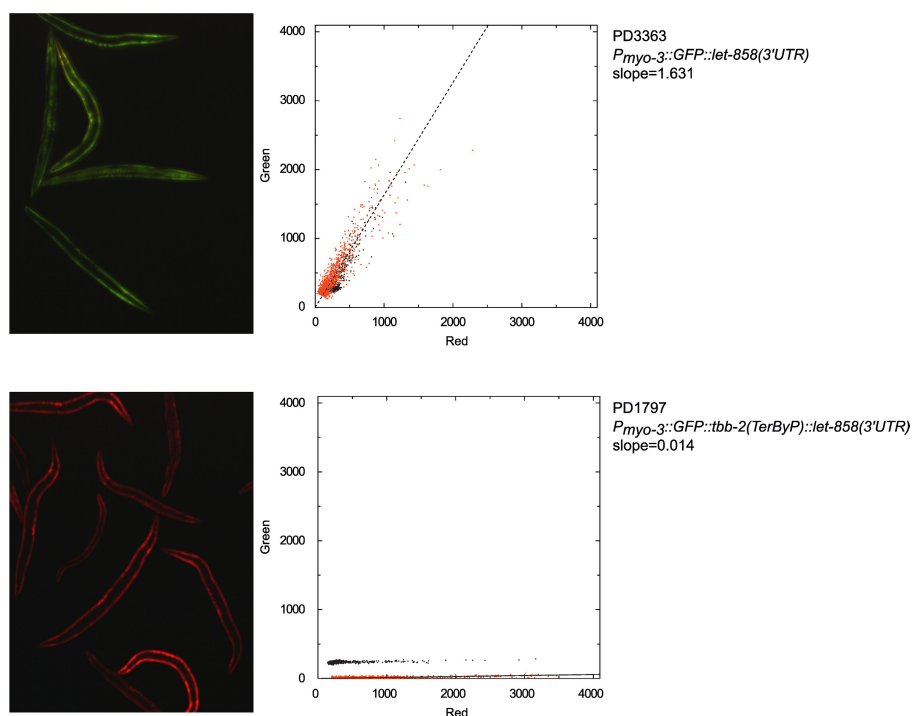 PD3363
Pmyo-3::GFP::let-858(3'UTR)
slope=1.631
4000
3000
2000
1000
0
Green
0 1000 2000 3000 4000
Red
PD1797
Pmyo-3::GFP::tbb-2(TerByP)::let-858(3'UTR)
slope=0.014
4000
3000
2000
1000
0
Green
0 1000 2000 3000 4000
Red